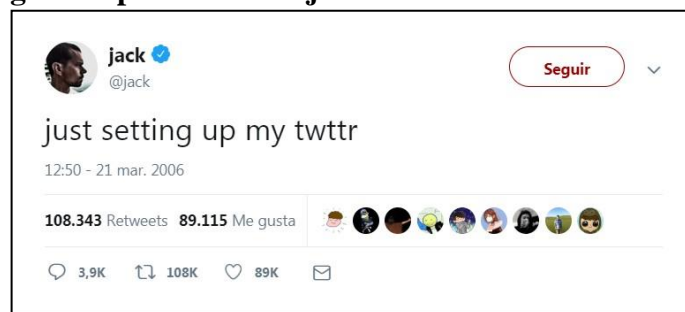 jack
@jack
Seguir
just setting up my twttr
12:50 - 21 mar. 2006
108.343 Retweets 89.115 Me gusta
3,9K 108K 89K